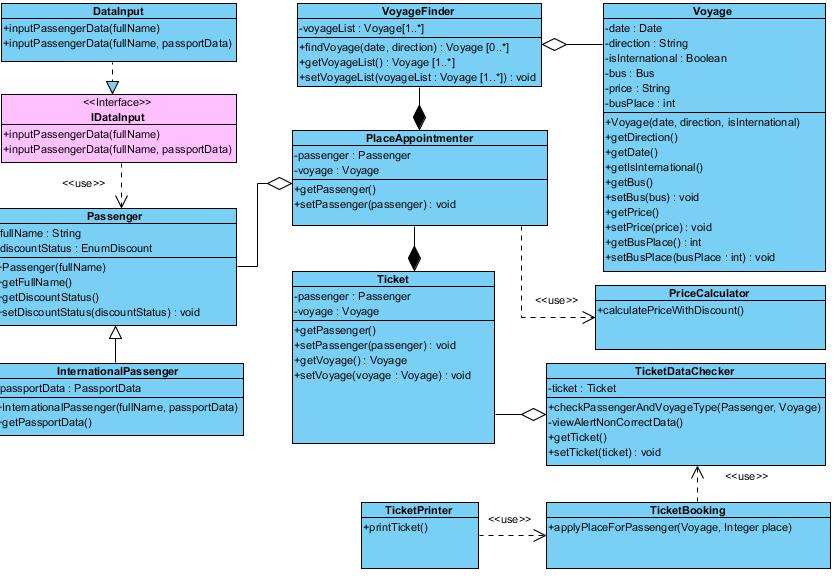 DataInput
+inputPassengerData(fullName)
+inputPassengerData(fullName, passportData)
<<Interface>>
IDataInput
+inputPassengerData(fullName)
+inputPassengerData(fullName, passportData)
<<use>>
Passenger
fullName : String
discountStatus : EnumDiscount
-Passenger(fullName)
-getFullName()
-getDiscountStatus()
-setDiscountStatus(discountStatus) : void
InternationalPassenger
passportData : PassportData
-InternationalPassenger(fullName, passportData)
-getPassportData()
VoyageFinder
-voyageList : Voyage[1..*]
+findVoyage(date, direction) : Voyage [0..*]
+getVoyageList() : Voyage [1..*]
+setVoyageList(voyageList : Voyage [1..*]) : void
PlaceAppointmenter
-passenger : Passenger
-voyage : Voyage
+getPassenger()
+setPassenger(passenger) : void
Ticket
-passenger : Passenger
-voyage : Voyage
+getPassenger()
+setPassenger(passenger) : void
+getVoyage() : Voyage
+setVoyage(voyage : Voyage) : void
Voyage
-date : Date
-direction : String
-isInternational : Boolean
-bus : Bus
-price : String
-busPlace : int
+Voyage(date, direction, isInternational)
+getDirection()
+getDate()
+getIsInternational()
+getBus()
+setBus(bus) : void
+getPrice()
+setPrice(price) : void
+getBusPlace() : int
+setBusPlace(busPlace : int) : void
<<use>>
PriceCalculator
+calculatePriceWithDiscount()
TicketDataChecker
-ticket : Ticket
+checkPassengerAndVoyageType(Passenger, Voyage)
-viewAlertNonCorrectData()
+getTicket()
+setTicket(ticket) : void
<<use>>
TicketPrinter
+printTicket()
<<use>>
TicketBooking
+applyPlaceForPassenger(Voyage, Integer place)